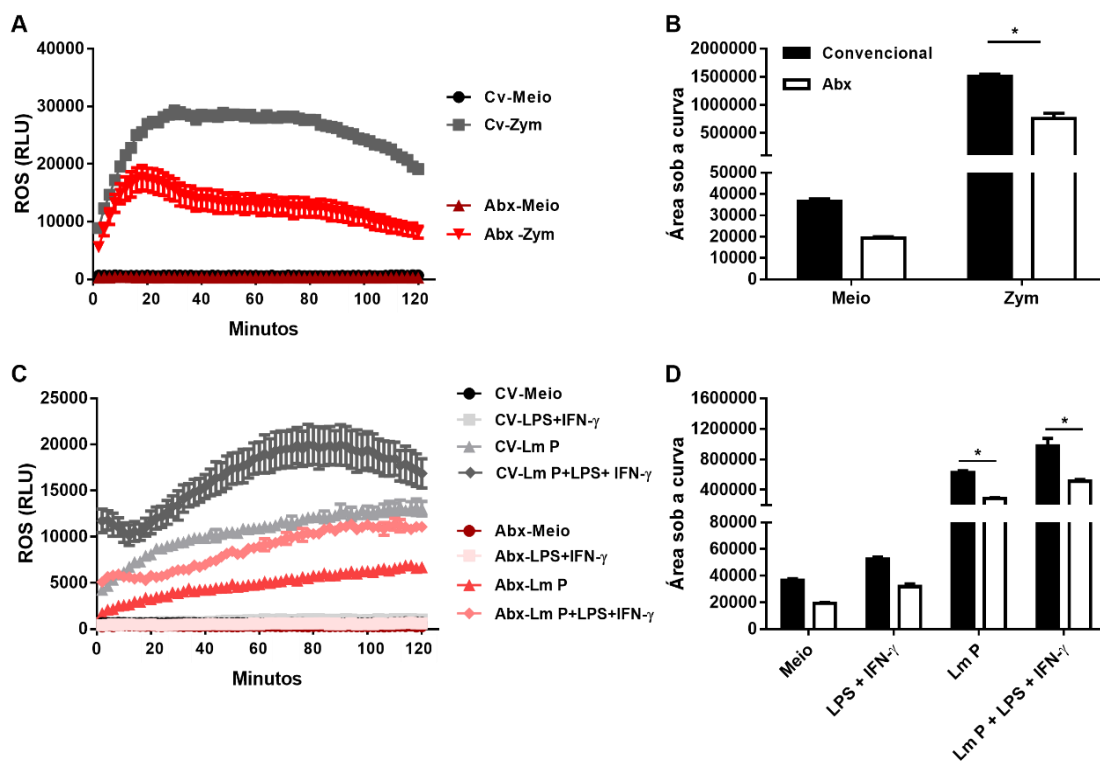 A
40000
30000
20000
10000
0
ROS (RLU)
0 20 40 60 80 100 120
Minutos
Cv-Meio
Cv-Zym
Abx-Meio
Abx -Zym
B
2000000
1500000
1000000
500000
50000
40000
30000
20000
10000
0
Área sob a curva
Convencional
Abx
*
Meio Zym
C
25000
20000
15000
10000
5000
0
ROS (RLU)
0 20 40 60 80 100 120
Minutos
CV-Meio
CV-LPS+IFN-γ
CV-Lm P
CV-Lm P+LPS+ IFN-γ
Abx-Meio
Abx-LPS+IFN-γ
Abx-Lm P
Abx-Lm P+LPS+IFN-γ
D
1600000
1200000
800000
400000
80000
60000
40000
20000
0
Área sob a curva
*
*
Meio
LPS + IFN-γ
Lm P
Lm P + LPS + IFN-γ